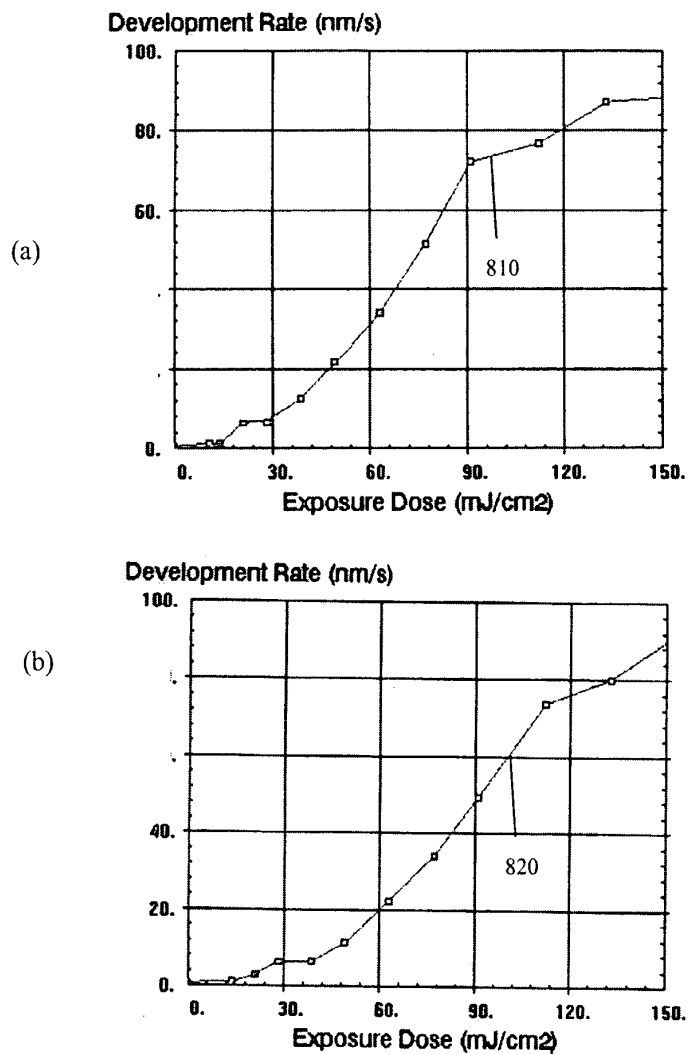 Development Rate (nm/s)
100.
80.
60.
(a)
810
0.
0. 30. 60. 90. 120. 150.
Exposure Dose (mJ/cm2)
Development Rate (nm/s)
100.
(b)
40.
820
20.
0.
0. 30. 60. 90. 120. 150.
Exposure Dose (mJ/cm2)